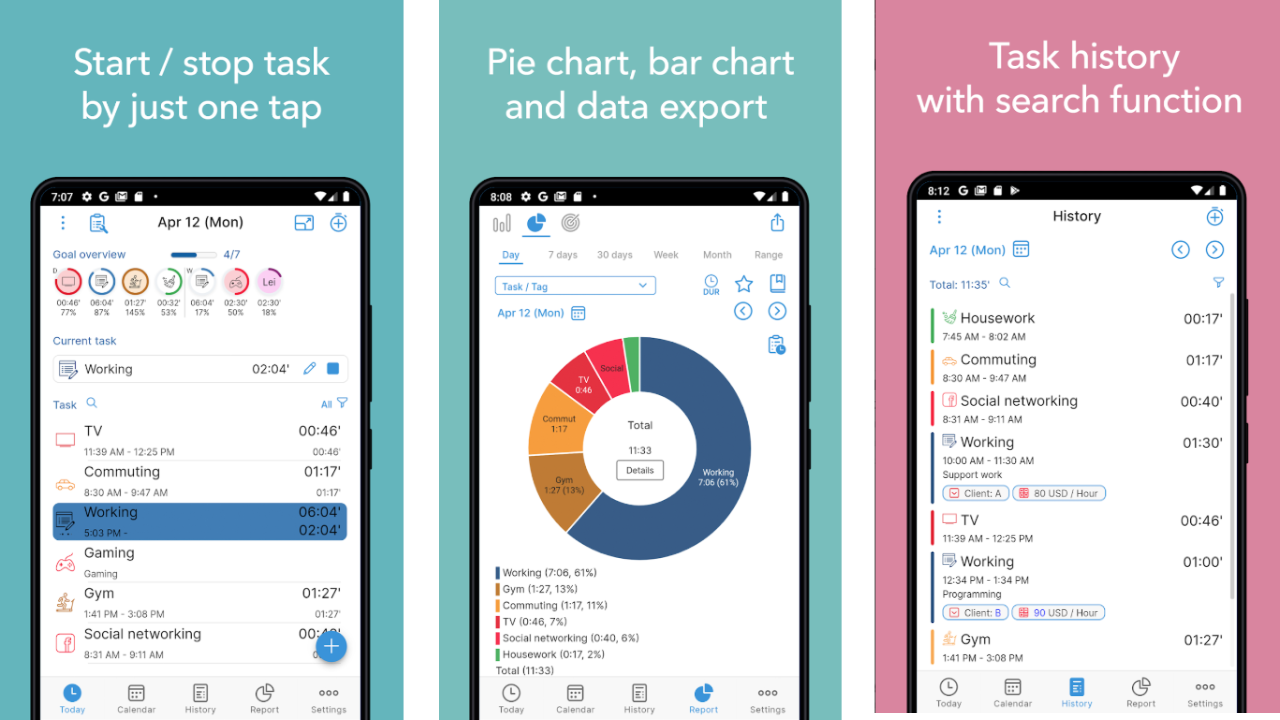 Start / stop task
by just one tap
7:07
Apr 12 (Mon)
Goal overview 4/7
D W
Lei
00:46' 06:04' 01:27' 00:32' 06:04' 02:30' 02:30'
77% 87% 145% 53% 17% 50% 18%
Current task
Working 02:04'
Task All
TV 00:46'
11:39 AM - 12:25 PM 00:46'
Commuting 01:17'
8:30 AM - 9:47 AM 01:17'
Working 06:04'
5:03 PM - 02:04'
Gaming
Gaming
Gym 01:27'
1:41 PM - 3:08 PM 01:27'
Social networking
8:31 AM - 9:11 AM
Today Calendar History Report Settings
Pie chart, bar chart
and data export
8:08
Day 7 days 30 days Week Month Range
Task / Tag DUR
Apr 12 (Mon)
Social
TV
0:46
Commut
1:17
Gym
1:27 (13%)
Working
7:06 (61%)
Total
11:33
Details
Working (7:06, 61%)
Gym (1:27, 13%)
Commuting (1:17, 11%)
TV (0:46, 7%)
Social networking (0:40, 6%)
Housework (0:17, 2%)
Total (11:33)
Today Calendar History Report Settings
Task history
with search function
8:12
History
Apr 12 (Mon)
Total: 11:35'
Housework 00:17'
7:45 AM - 8:02 AM
Commuting 01:17'
8:30 AM - 9:47 AM
Social networking 00:40'
8:31 AM - 9:11 AM
Working 01:30'
10:00 AM - 11:30 AM
Support work
Client: A 80 USD / Hour
TV 00:46'
11:39 AM - 12:25 PM
Working 01:00'
12:34 PM - 1:34 PM
Programming
Client: B 90 USD / Hour
Gym 01:27'
1:41 PM - 3:08 PM
Today Calendar History Report Settings